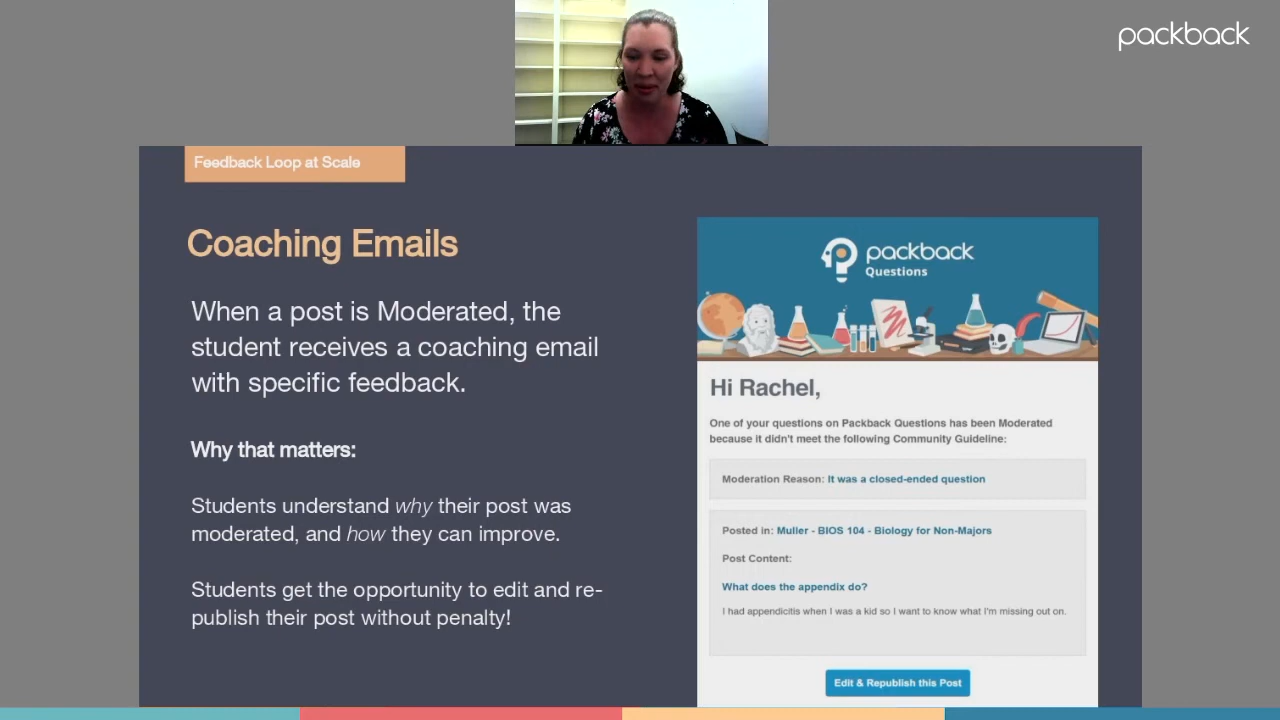 packback
Feedback Loop at Scale
Coaching Emails
When a post is Moderated, the
student receives a coaching email
with specific feedback.
Why that matters:
Students understand why their post was
moderated, and how they can improve.
Students get the opportunity to edit and re-
publish their post without penalty!
packback
Questions
Hi Rachel,
One of your questions on Packback Questions has been Moderated
because it didn't meet the following Community Guideline:
Moderation Reason: It was a closed-ended question
Posted in: Muller - BIOS 104 - Biology for Non-Majors
Post Content:
What does the appendix do?
I had appendicitis when I was a kid so I want to know what I'm missing out on.
Edit & Republish this Post